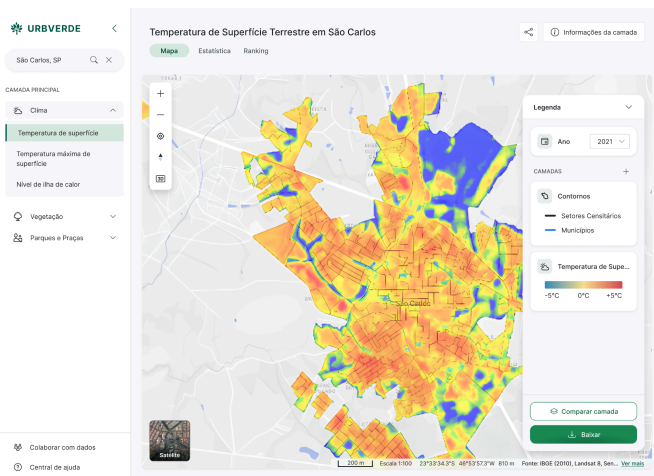 URBVERDE
São Carlos, SP
CAMADA PRINCIPAL
Clima
Temperatura de superfície
Temperatura máxima de
superfície
Nível de ilha de calor
Vegetação
Parques e Praças
Colaborar com dados
Central de ajuda
Temperatura de Superfície Terrestre em São Carlos
Informações da camada
Mapa Estatística Ranking
3D
São Carlos
Satélite
Legenda
Ano 2021
CAMADAS
Contornos
Setores Censitários
Municípios
Temperatura de Supe...
-5°C 0°C +5°C
Comparar camada
Baixar
200 m Escala 1:100 23°33'34.3"S 46°53'57.3"W 810 m Fonte: IBGE (2010), Landsat 8, Sen... Ver mais